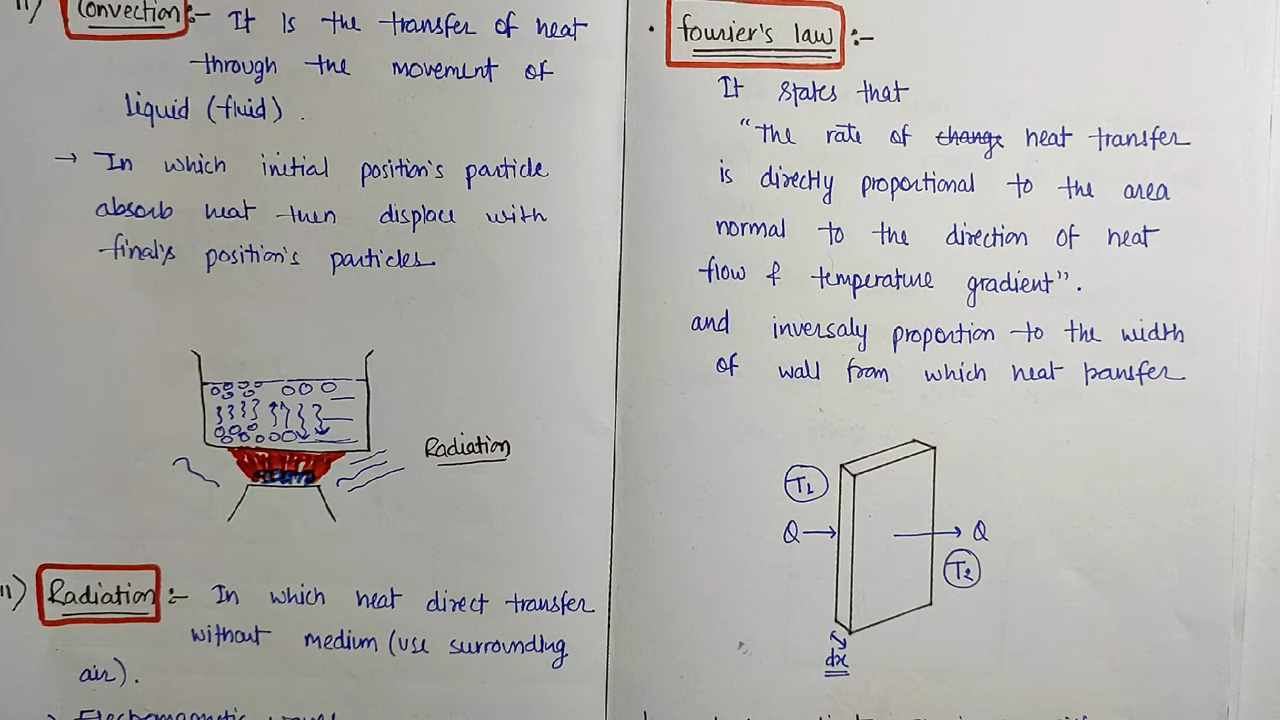 ii) Convection :- It is the transfer of heat
through the movement of
liquid (fluid).
→ In which initial position's particle
absorb heat then displace with
final's position's particles
Radiation
Radiation :- In which heat direct transfer
without medium (use surrounding
air).
→ Electromagnetic waves
• fourier's law :-
It states that
"the rate of change heat transfer
is directly proportional to the area
normal to the direction of heat
flow & temperature gradient".
and inversaly proportion to the width
of wall from which heat transfer
T1
Q → → Q
T2
dx